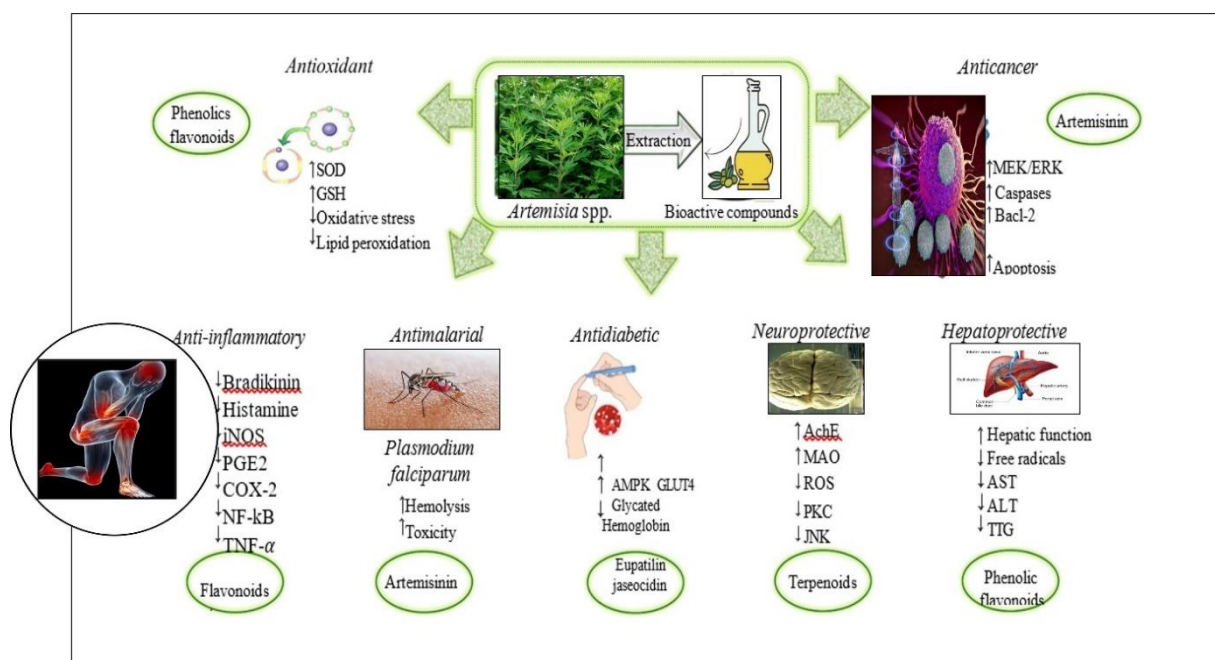 Antioxidant
Phenolics
flavonoids
↑SOD
↑GSH
↓Oxidative stress
↓Lipid peroxidation
Extraction
Artemisia spp.
Bioactive compounds
Anticancer
Artemisinin
↑MEK/ERK
↑Caspases
↑Bacl-2
↑Apoptosis
Anti-inflammatory
↓Bradikinin
↓Histamine
↓iNOS
↓PGE2
↓COX-2
↓NF-kB
↓TNF-α
Flavonoids
Antimalarial
Plasmodium
falciparum
↑Hemolysis
↑Toxicity
Artemisinin
Antidiabetic
↑
↑ AMPK GLUT4
↓ Glycated
Hemoglobin
Eupatilin
jaseocidin
Neuroprotective
↑AchE
↑MAO
↓ROS
↓PKC
↓JNK
Terpenoids
Hepatoprotective
↑ Hepatic function
↓ Free radicals
↓AST
↓ALT
↓TTG
Phenolic
flavonoids